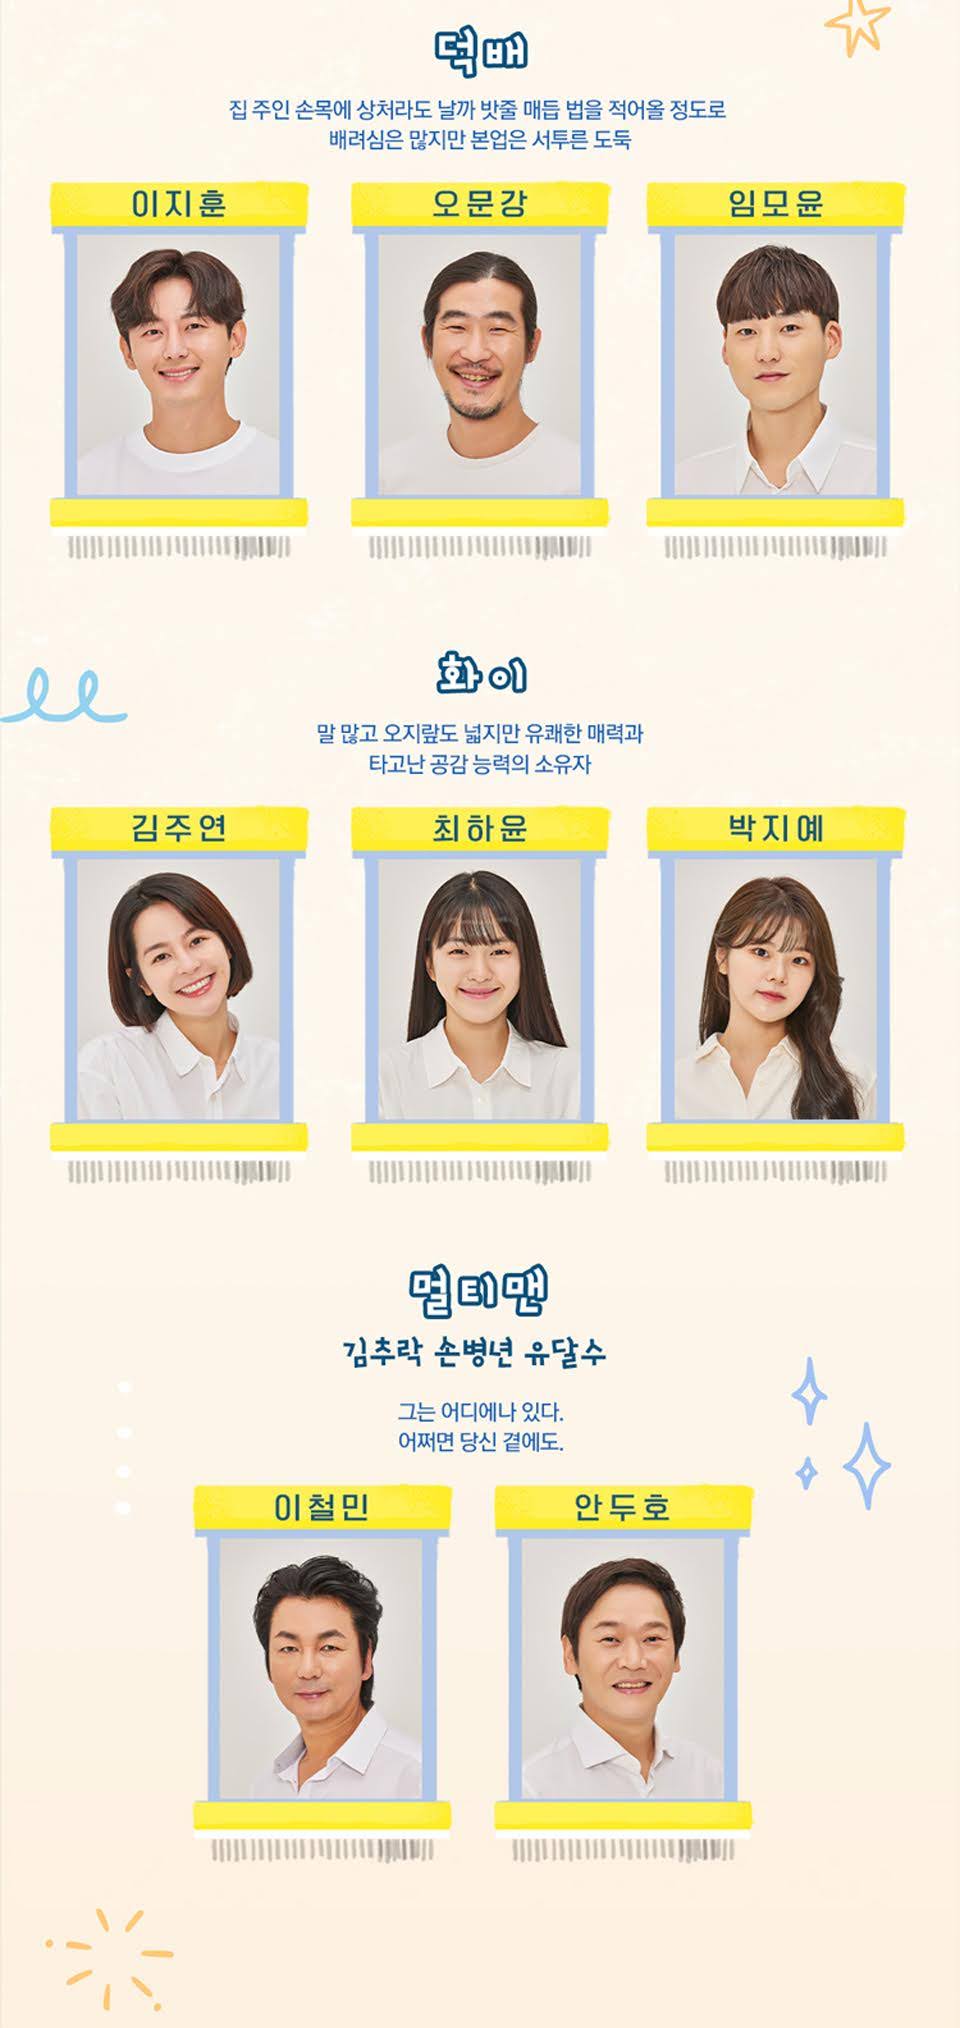 덕배
집 주인 손목에 상처라도 날까 밧줄 매듭 법을 적어올 정도로
배려심은 많지만 본업은 서투른 도둑
이지훈 오문강 임모윤
화이
말 많고 오지랖도 넓지만 유쾌한 매력과
타고난 공감 능력의 소유자
김주연 최하윤 박지예
멀티맨
김추락 손병년 유달수
그는 어디에나 있다.
어쩌면 당신 곁에도.
이철민 안두호